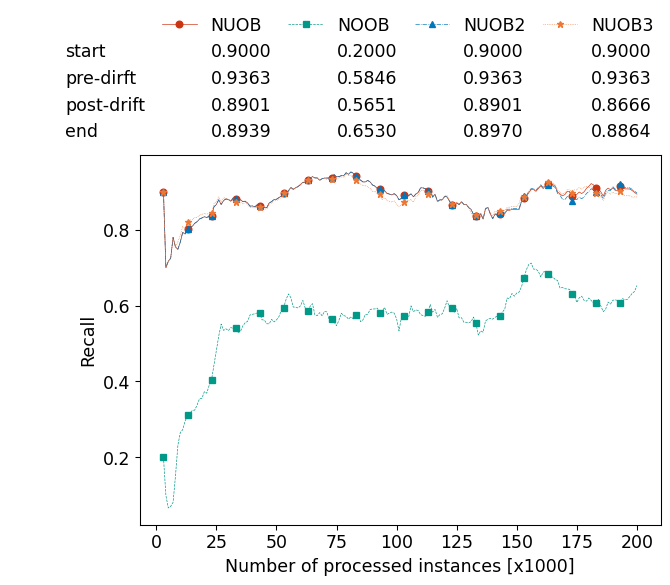 NUOB NOOB NUOB2 NUOB3
start 0.9000 0.2000 0.9000 0.9000
pre-dirft 0.9363 0.5846 0.9363 0.9363
post-drift 0.8901 0.5651 0.8901 0.8666
end 0.8939 0.6530 0.8970 0.8864
0.8
0.6
0.4
0.2
Recall
0 25 50 75 100 125 150 175 200
Number of processed instances [x1000]